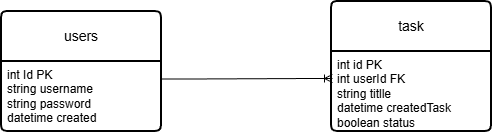 users
int Id PK
string username
string password
datetime created
task
int id PK
int userId FK
string titlle
datetime createdTask
boolean status